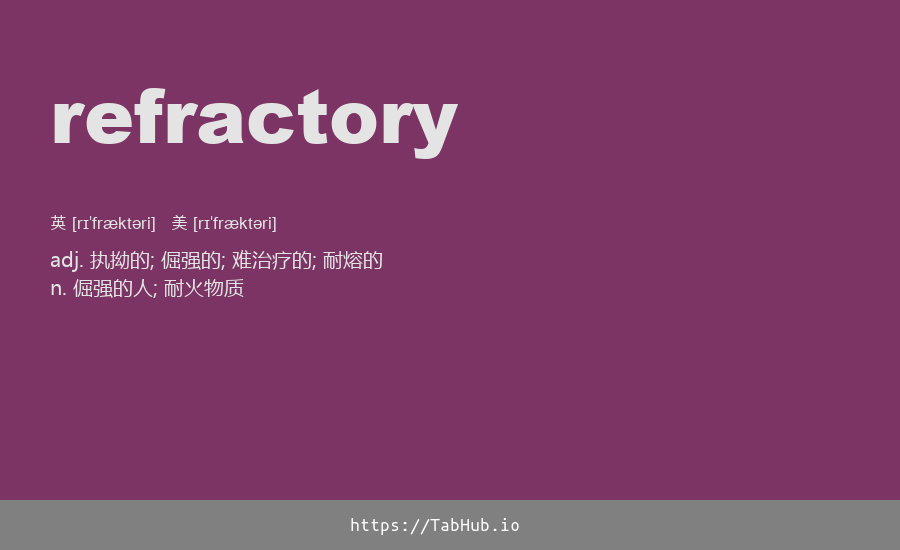 refractory
英 [rɪˈfræktəri] 美 [rɪˈfræktəri]
adj. 执拗的; 倔强的; 难治疗的; 耐熔的
n. 倔强的人; 耐火物质
https://TabHub.io